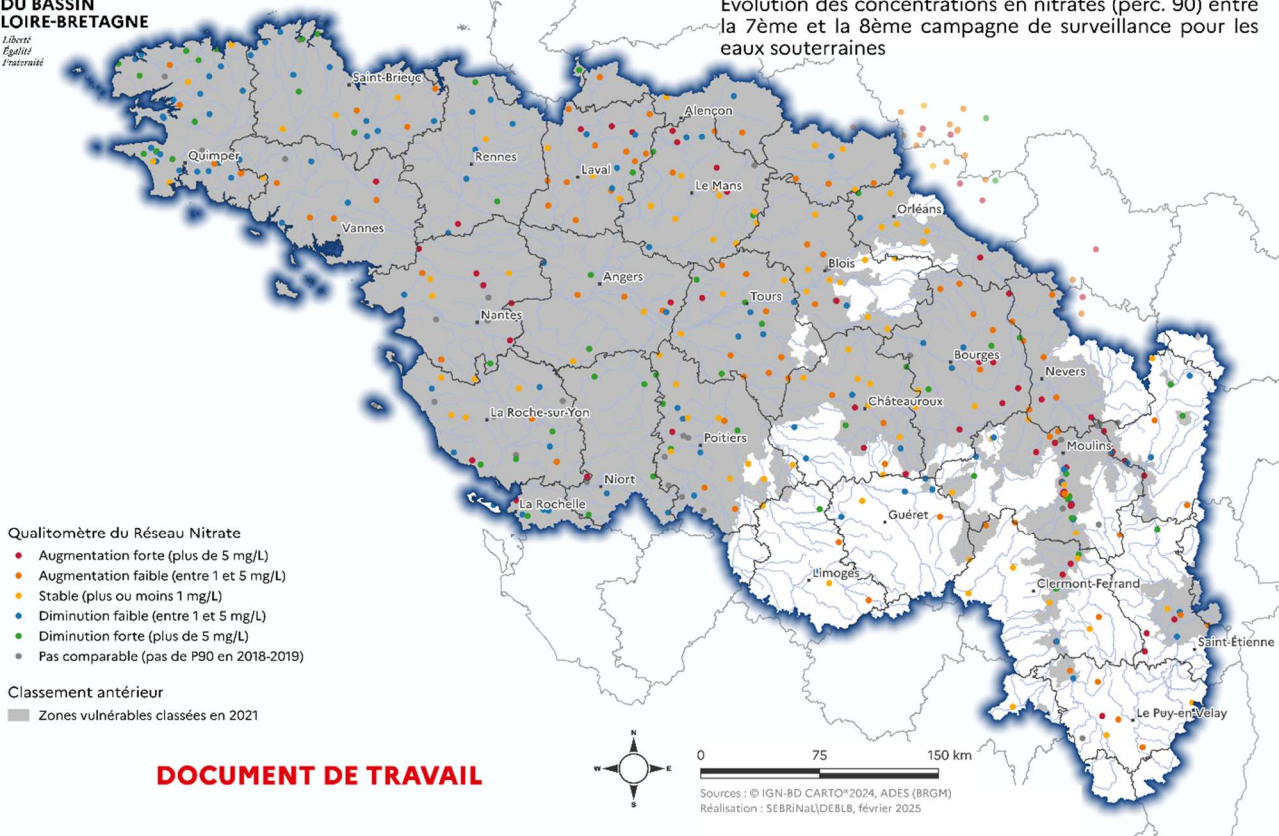 DU BASSIN
LOIRE-BRETAGNE
Liberté
Égalité
Fraternité
Évolution des concentrations en nitrates (perc. 90) entre
la 7ème et la 8ème campagne de surveillance pour les
eaux souterraines
Saint-Brieuc
Alençon
Quimper
Rennes
Laval
Le Mans
Orléans
Vannes
Blois
Angers
Tours
Nantes
Bourges
Nevers
Châteauroux
La Roche-sur-Yon
Poitiers
Moulins
Niort
La Rochelle
Guéret
Limoges
Clermont-Ferrand
Saint-Étienne
Le Puy-en-Velay
Qualitomètre du Réseau Nitrate
Augmentation forte (plus de 5 mg/L)
Augmentation faible (entre 1 et 5 mg/L)
Stable (plus ou moins 1 mg/L)
Diminution faible (entre 1 et 5 mg/L)
Diminution forte (plus de 5 mg/L)
Pas comparable (pas de P90 en 2018-2019)
Classement antérieur
Zones vulnérables classées en 2021
DOCUMENT DE TRAVAIL
N
W E
S
0 75 150 km
Sources : © IGN-BD CARTO®2024, ADES (BRGM)
Réalisation : SEBRiNaL\DEBLB, février 2025